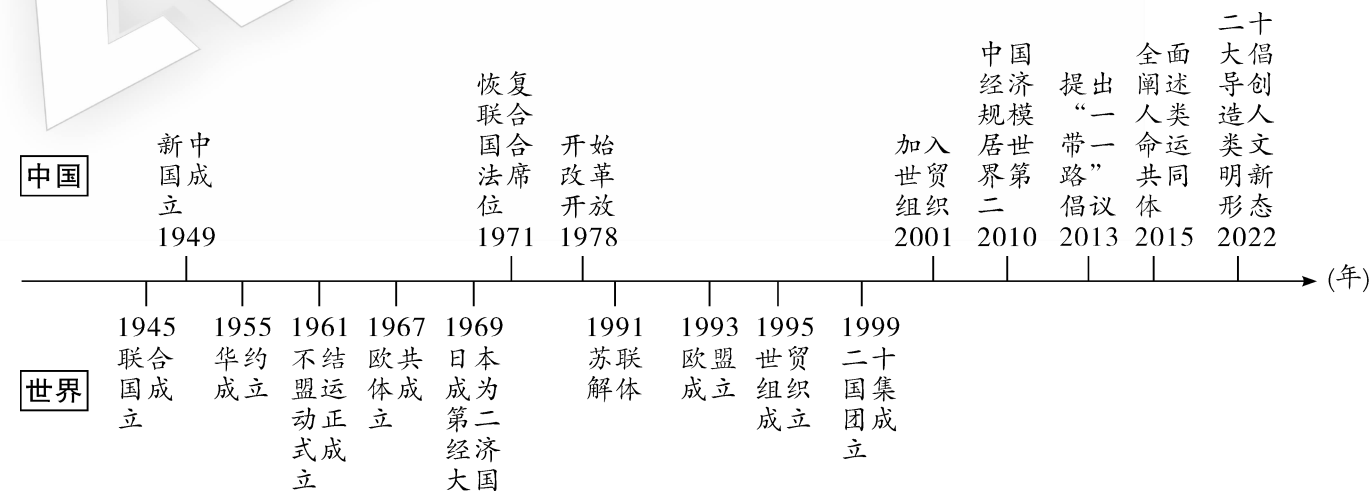 中国
新中
国成
立
1949
恢复
联合
国合
法席
位
1971
开始
改革
开放
1978
加入
世贸
组织
2001
中国
经济
规模
居世
界第
二
2010
提出
“一
带一
路”
倡议
2013
全面
阐述
人类
命运
共同
体
2015
二十
大倡
导创
造人
类文
明新
形态
2022
(年)
世界
1945
联合
国成
立
1955
华约
成立
1961
不结
盟运
动正
式成
立
1967
欧共
体成
立
1969
日本
成为
第二
经济
大国
1991
苏联
解体
1993
欧盟
成立
1995
世贸
组织
成立
1999
二十
国集
团成
立